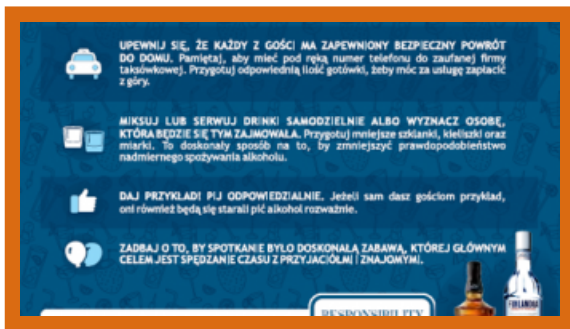 UPEWNIJ SIĘ, ŻE KAŻDY Z GOŚCI MA ZAPEWNIONY BEZPIECZNY POWRÓT
DO DOMU. Pamiętaj, aby mieć pod ręką numer telefonu do zaufanej firmy
taksówkowej. Przygotuj odpowiednią ilość gotówki, żeby móc za usługę zapłacić
z góry.
MIKSUJ LUB SERWUJ DRINKI SAMODZIELNIE ALBO WYZNACZ OSOBĘ,
KTÓRA BĘDZIE SIĘ TYM ZAJMOWAŁA. Przygotuj mniejsze szklanki, kieliszki oraz
miarki. To doskonały sposób na to, by zmniejszyć prawdopodobieństwo
nadmiernego spożywania alkoholu.
DAJ PRZYKŁAD! PIJ ODPOWIEDZIALNIE. Jeżeli sam dasz gościom przykład,
oni również będą się starali pić alkohol rozważnie.
ZADBAJ O TO, BY SPOTKANIE BYŁO DOSKONAŁĄ ZABAWĄ, KTÓREJ GŁÓWNYM
CELEM JEST SPĘDZANIE CZASU Z PRZYJACIÓŁMI I ZNAJOMYMI.
FINLANDIA
RESPONSIBILITY